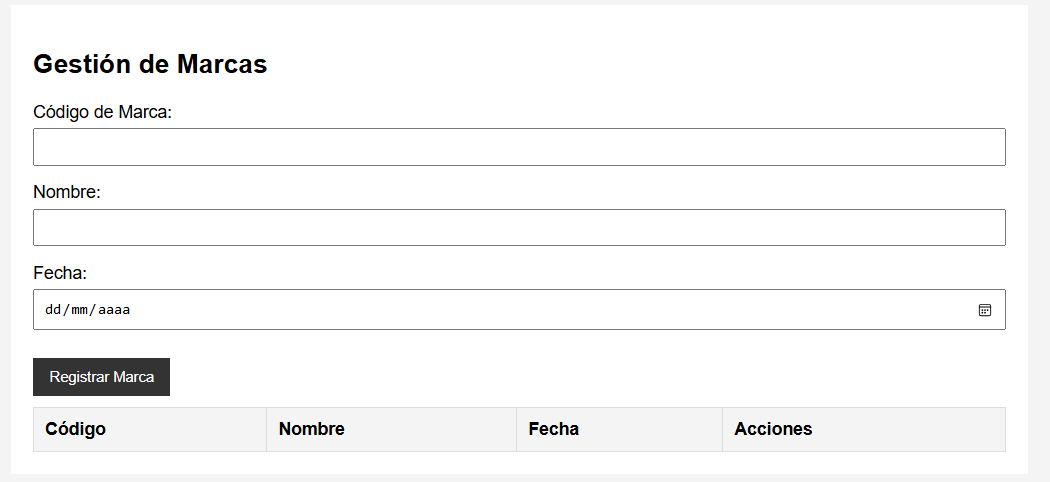 Gestión de Marcas
Código de Marca:
Nombre:
Fecha:
dd/mm/aaaa
Registrar Marca
Código Nombre Fecha Acciones